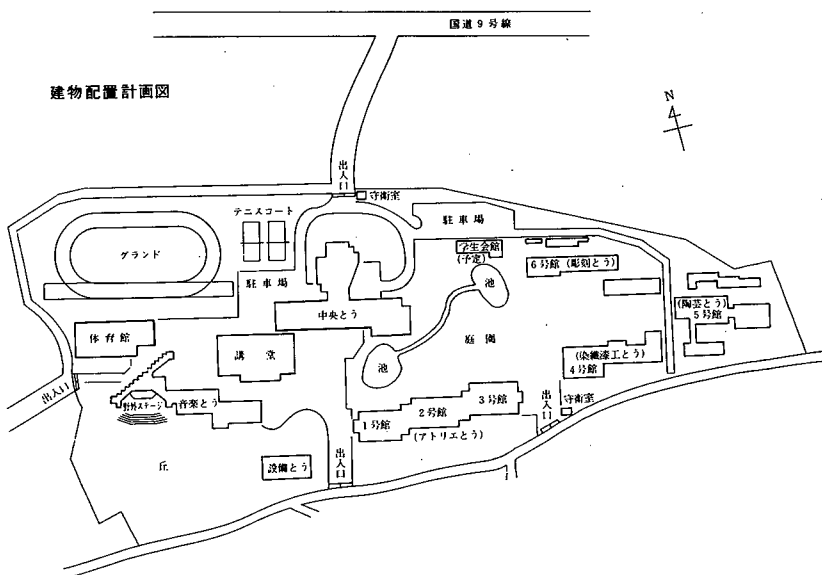 国道9号線
建物配置計画図
N
出入口
守衛室
テニスコート
駐車場
グランド
学生会館
(予定)
6号館(彫刻とう)
駐車場
池
(陶芸とう)
5号館
中央とう
体育館
講堂
庭園
池
(染織漆工とう)
4号館
出入口
野外ステージ
音楽とう
3号館
2号館
1号館
(アトリエとう)
出入口
守衛室
丘
設備とう
出入口